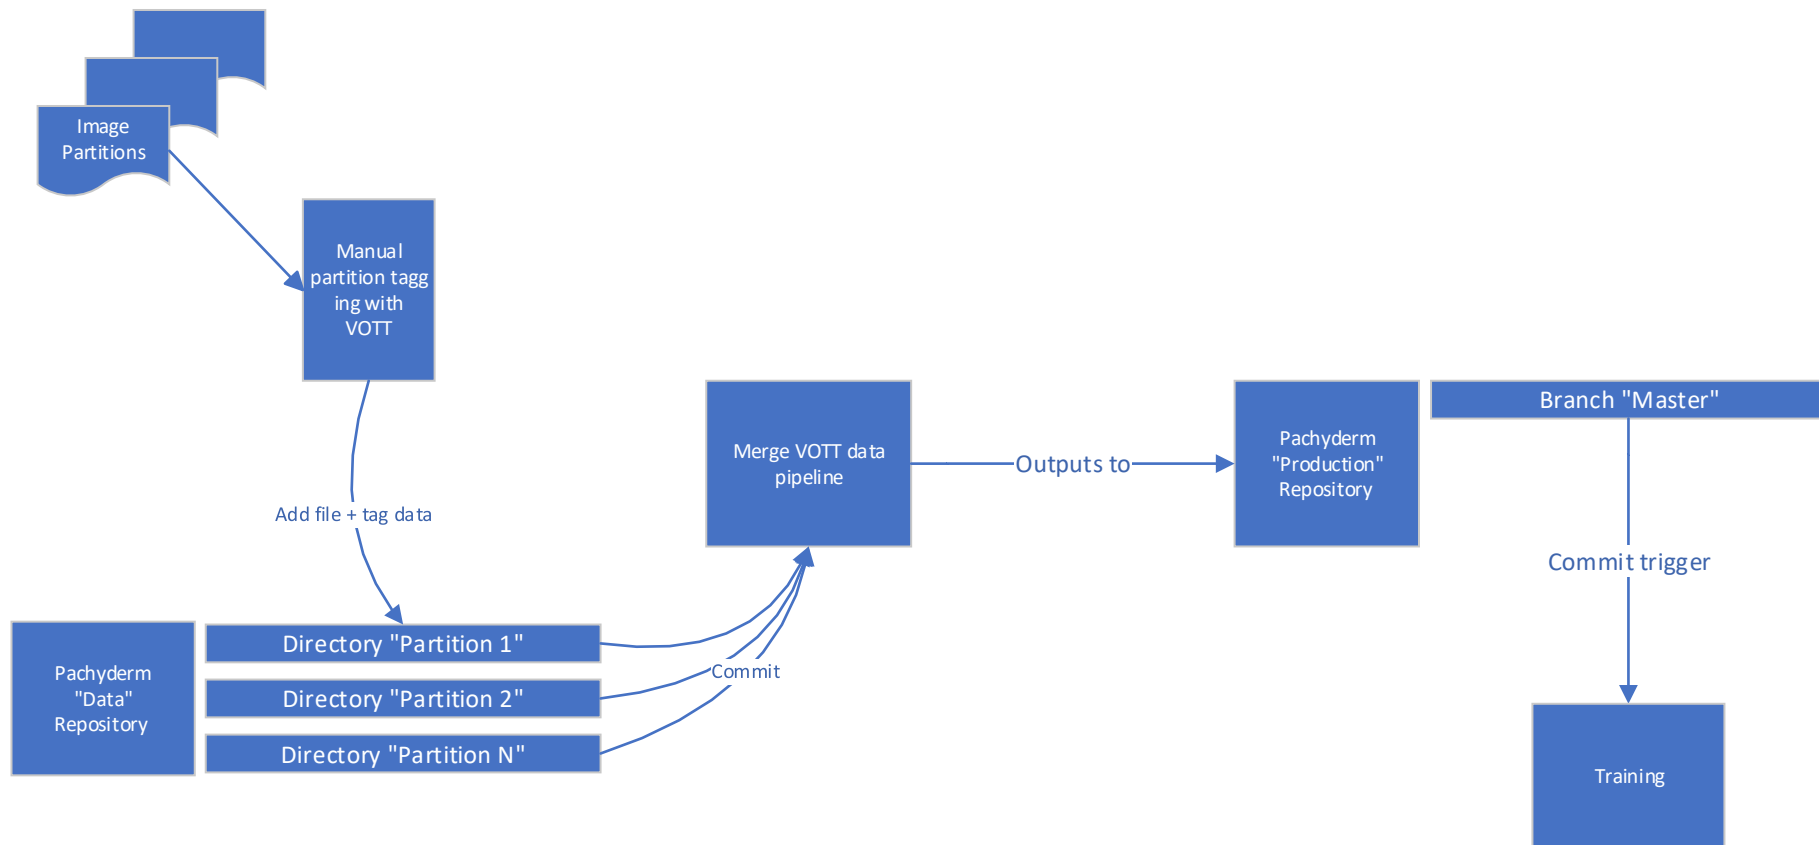 Image
Partitions
Manual
partition tagg
ing with
VOTT
Add file + tag data
Pachyderm
"Data"
Repository
Directory "Partition 1"
Directory "Partition 2"
Directory "Partition N"
Commit
Merge VOTT data
pipeline
Outputs to
Pachyderm
"Production"
Repository
Branch "Master"
Commit trigger
Training